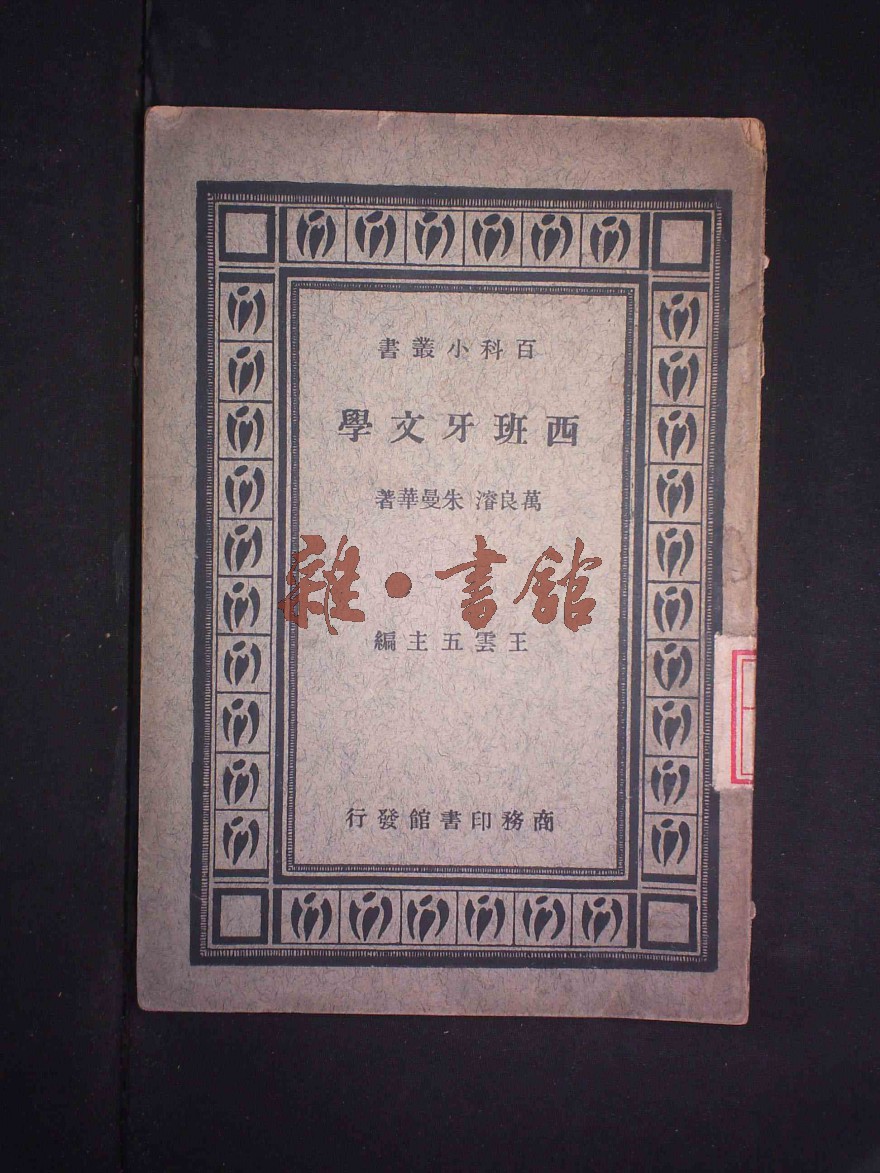 百科小叢書
西班牙文學
萬良濬 朱曼華著
雜·書館
王雲五主編
商務印書館發行